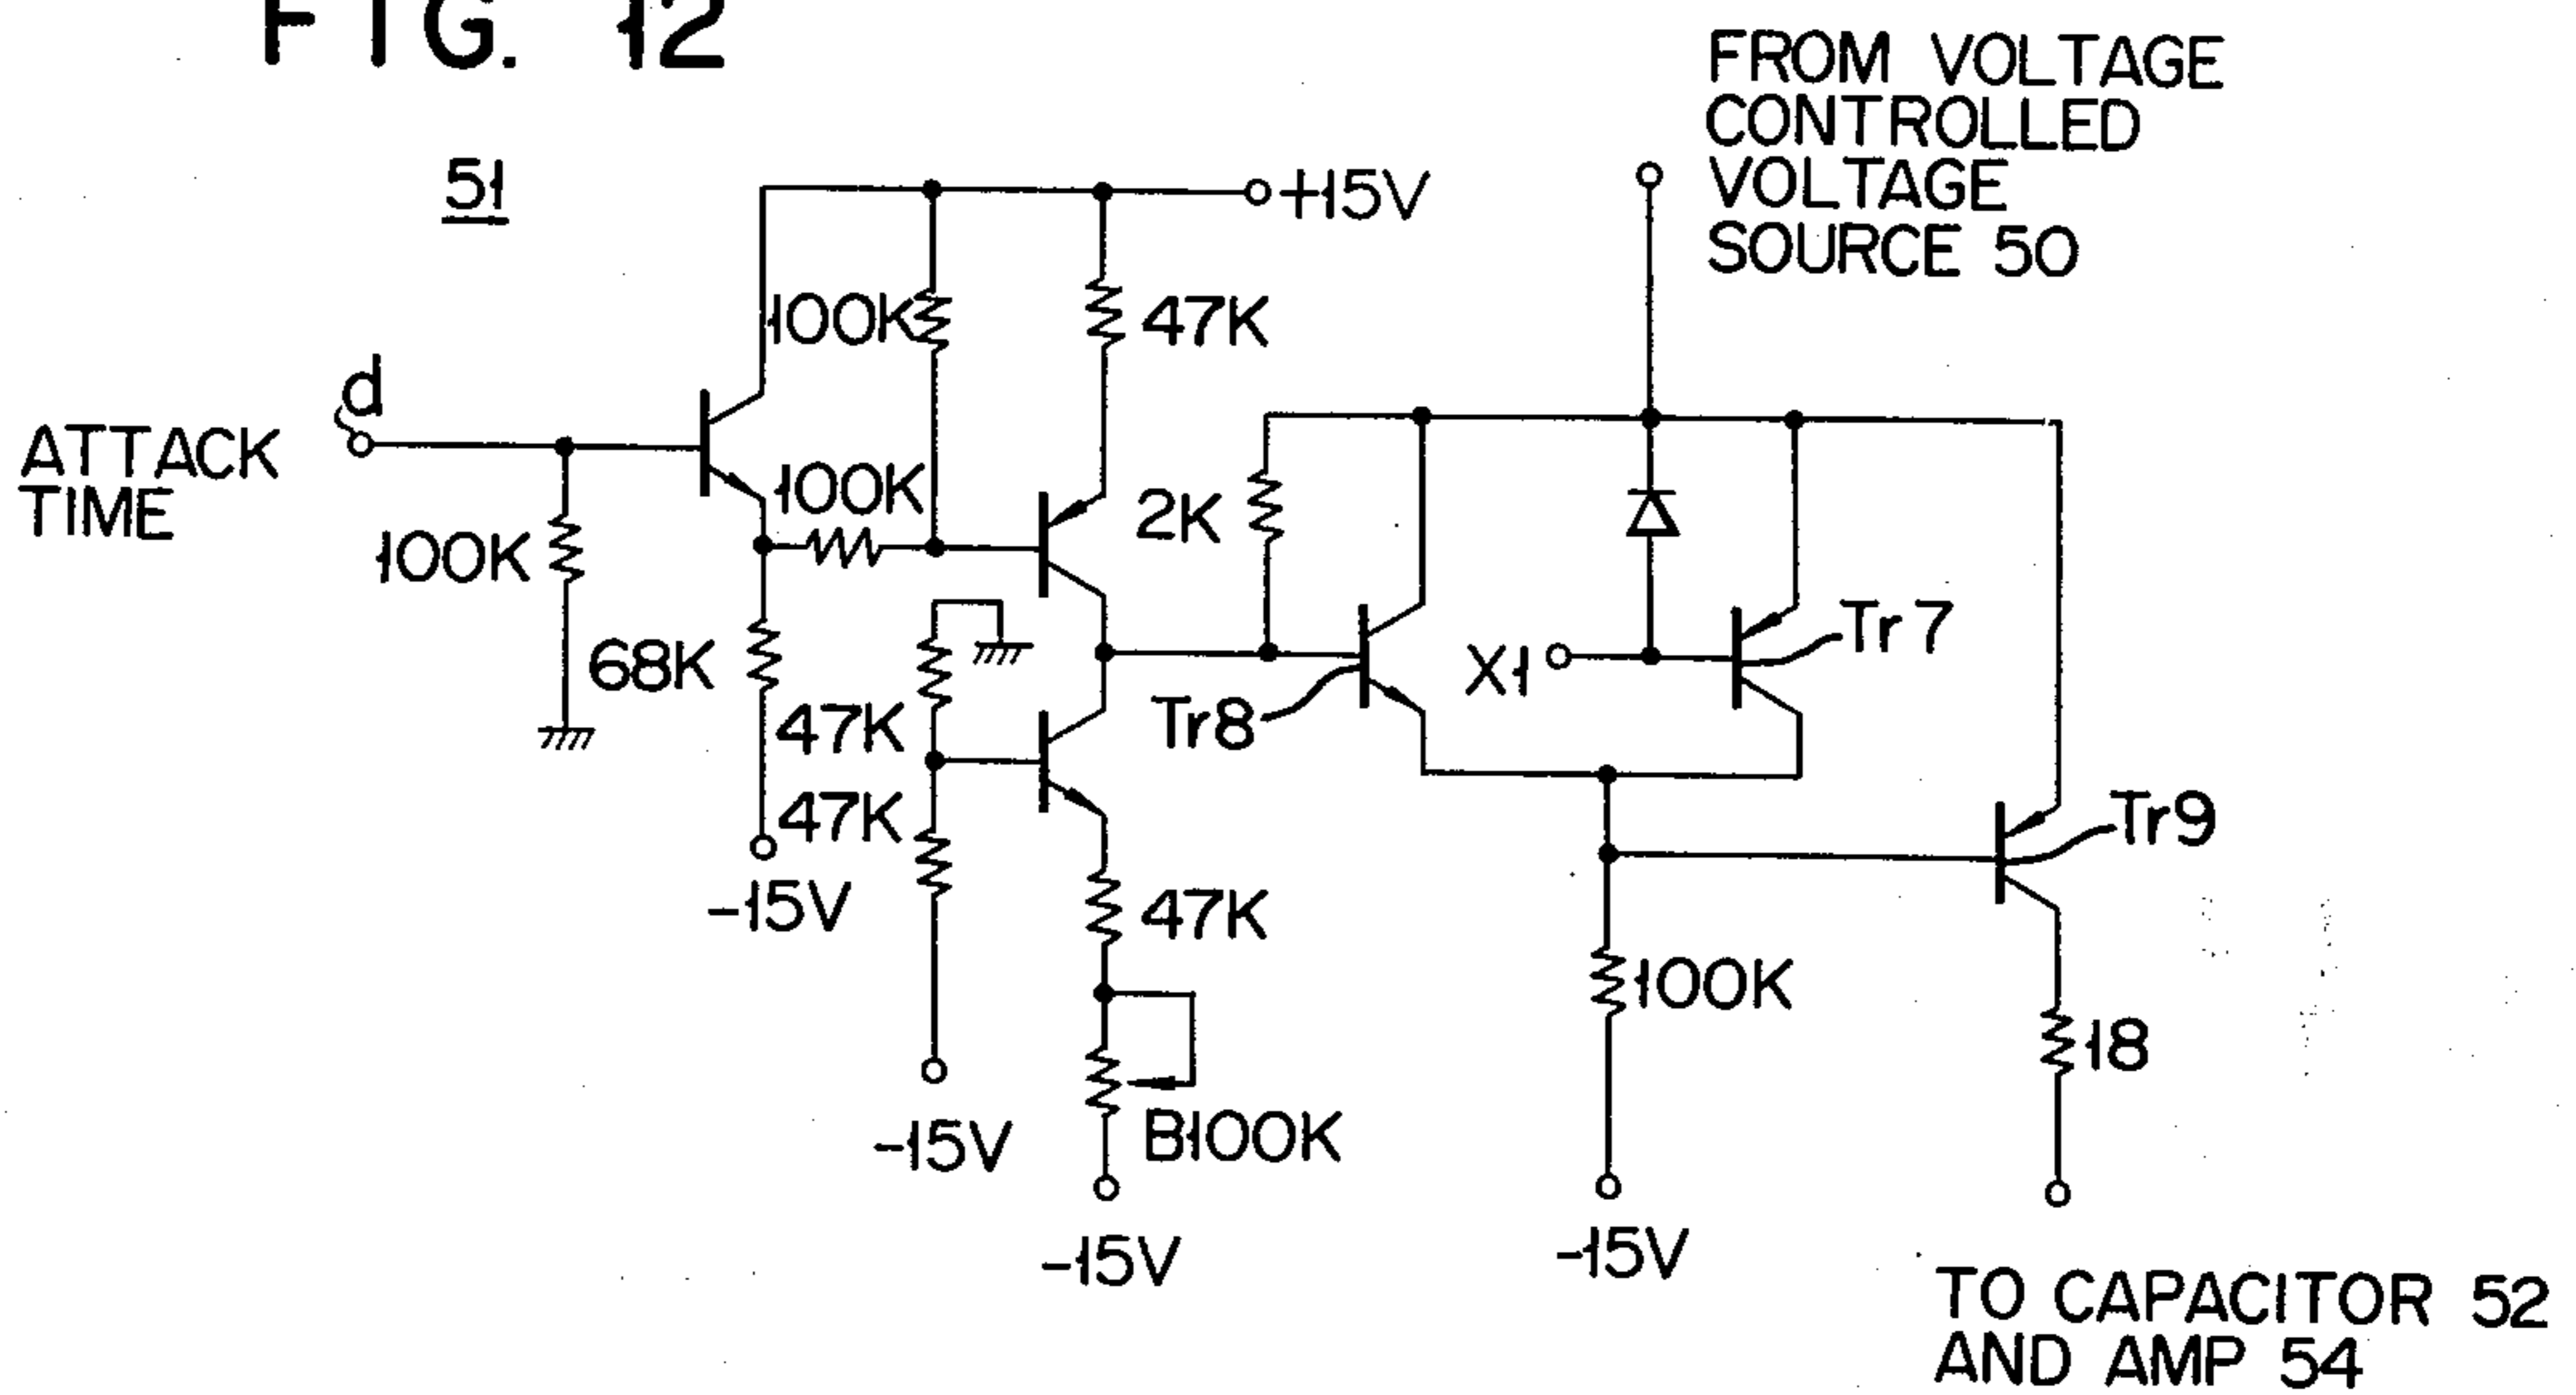 FIG. 12
FROM VOLTAGE
CONTROLLED
VOLTAGE
SOURCE 50
51
+15V
100K
47K
d
ATTACK
TIME
100K
2K
100K
68K
X1
Tr7
Tr8
47K
47K
Tr9
-15V
47K
100K
18
-15V
B100K
-15V
-15V
TO CAPACITOR 52
AND AMP 54